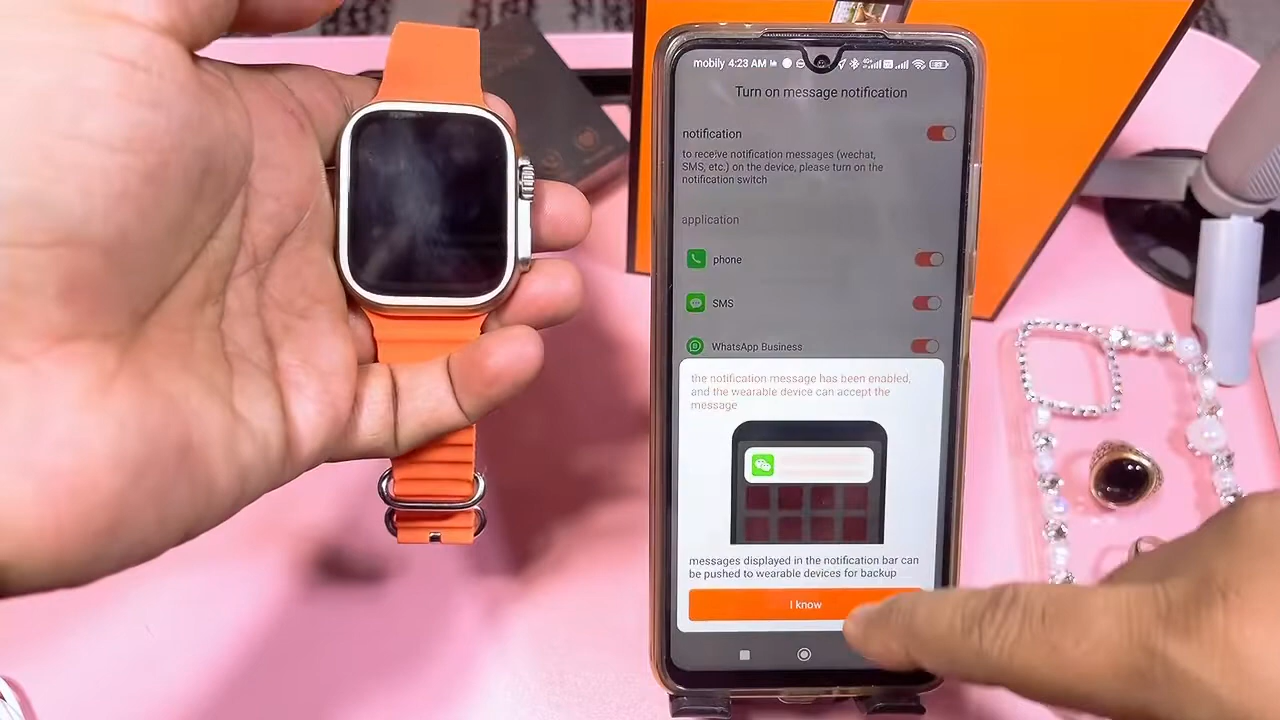 mobily 4:23 AM
Turn on message notification
notification
to receive notification messages (wechat,
SMS, etc.) on the device, please turn on the
notification switch
application
phone
SMS
WhatsApp Business
the notification message has been enabled,
and the wearable device can accept the
message
messages displayed in the notification bar can
be pushed to wearable devices for backup
I know